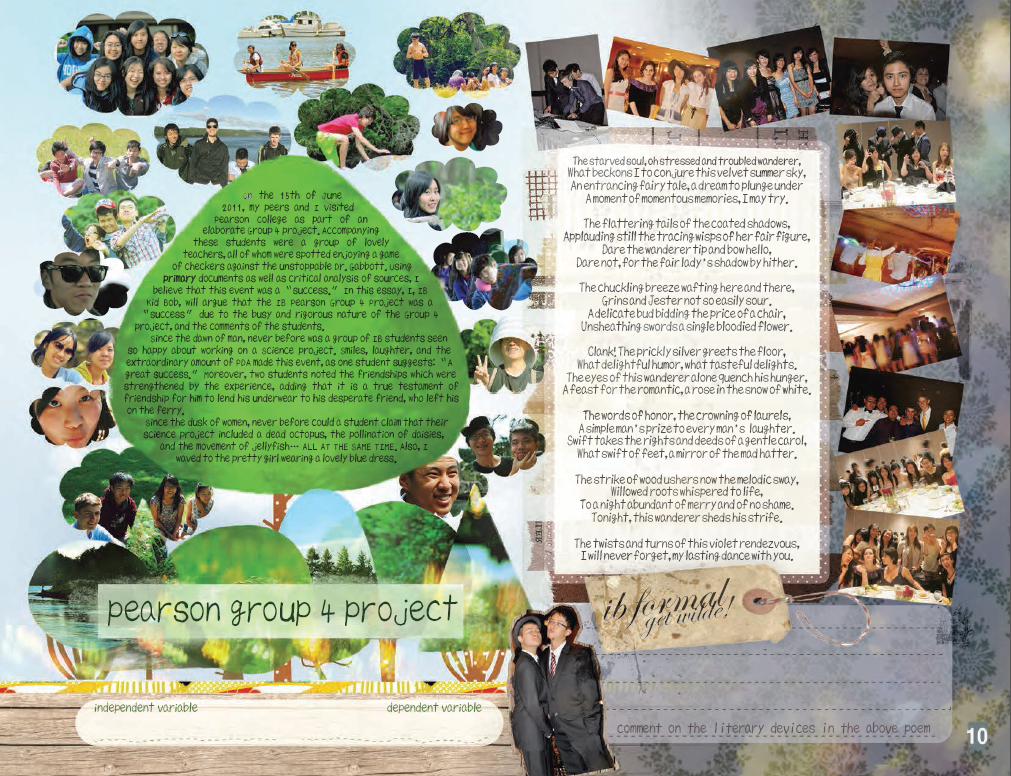 on the 15th of June
2011, my peers and I visited
pearson college as part of an
elaborate Group 4 project. Accompanying
these students were a group of lovely
teachers, all of whom were spotted enjoying a game
of checkers against the unstoppable Dr. Gabbott. using
primary documents as well as critical analysis of sources, I
believe that this event was a "success." In this essay, I, IB
Kid Bob, will argue that the IB Pearson Group 4 project was a
"success" due to the busy and rigorous nature of the Group 4
project, and the comments of the students.
since the dawn of man, never before was a group of IB students seen
so happy about working on a science project. smiles, laughter, and the
extraordinary amount of PDA made this event, as one student suggests: "A
great success." Moreover, two students noted the friendships which were
strengthened by the experience, adding that it is a true testament of
friendship for him to lend his underwear to his desperate friend, who left his
on the ferry.
since the dusk of women, never before could a student claim that their
science project included a dead octopus, the pollination of daisies,
and the movement of jellyfish... ALL AT THE SAME TIME. Also, I
waved to the pretty girl wearing a lovely blue dress.
pearson group 4 project
independent variable dependent variable
The starved soul, oh stressed and troubled wanderer,
What beckons I to conjure this velvet summer sky,
An entrancing fairy tale, a dream to plunge under
A moment of momentous memories, I may try.
The flattering tails of the coated shadows,
Applauding still the tracing wisps of her fair figure,
Dare the wanderer tip and bow hello.
Dare not, for the fair lady's shadow by hither.
The chuckling breeze wafting here and there,
Grins and Jester not so easily sour.
A delicate bud bidding the price of a chair,
Unsheathing swords a single bloodied flower.
Clank! The prickly silver greets the floor,
What delightful humor, what tasteful delights.
The eyes of this wanderer alone quench his hunger,
A feast for the romantic, a rose in the snow of white.
The words of honor, the crowning of laurels,
A simple man's prize to every man's laughter.
Swift takes the rights and deeds of a gentle carol,
What swift of feet, a mirror of the mad hatter.
The strike of wood ushers now the melodic sway,
Willowed roots whispered to life,
To a night abundant of merry and of no shame.
Tonight, this wanderer sheds his strife.
The twists and turns of this violet rendezvous,
I will never forget, my lasting dance with you.
ib formal
get wilde!
comment on the literary devices in the above poem
10